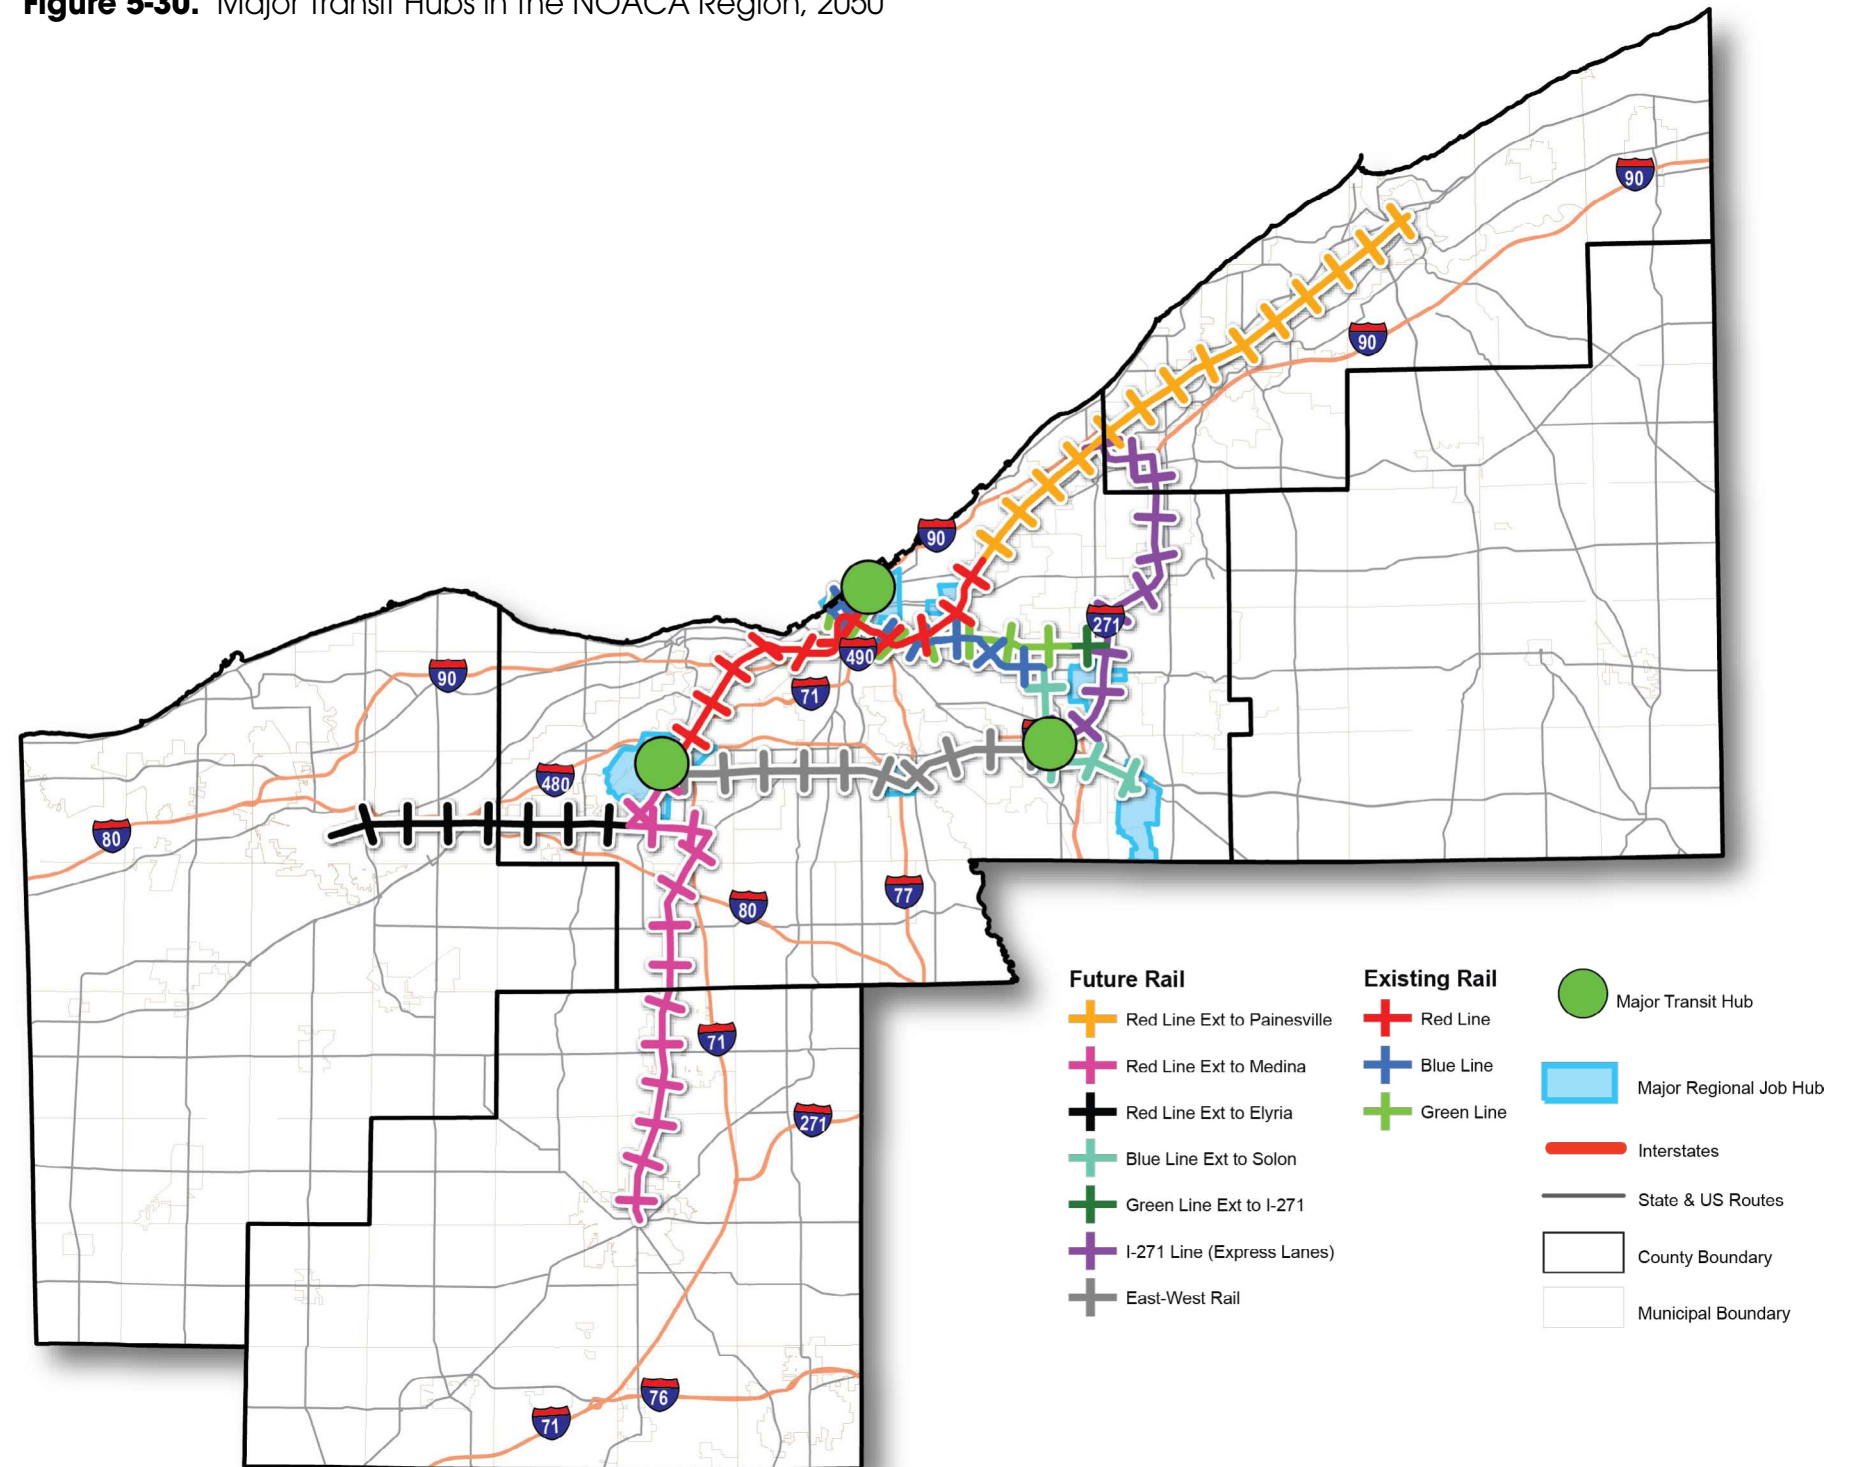 Figure 5-30. Major Transit Hubs in the NOACA Region, 2050
90
90
90
271
490
90
71
480
80
80
77
71
271
76
71
Future Rail
Red Line Ext to Painesville
Red Line Ext to Medina
Red Line Ext to Elyria
Blue Line Ext to Solon
Green Line Ext to I-271
I-271 Line (Express Lanes)
East-West Rail
Existing Rail
Red Line
Blue Line
Green Line
Major Transit Hub
Major Regional Job Hub
Interstates
State & US Routes
County Boundary
Municipal Boundary